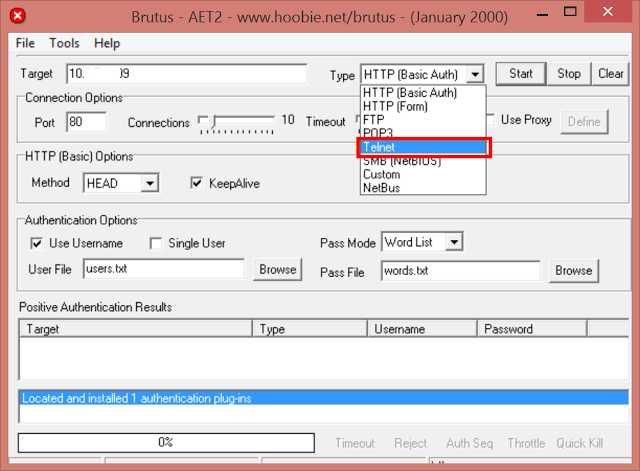 Brutus - AET2 - www.hoobie.net/brutus - (January 2000)
File Tools Help
Target 10. 99 Type HTTP (Basic Auth) Start Stop Clear
HTTP (Basic Auth)
HTTP (Form)
FTP
POP3
Telnet
SMB (NetBIOS)
Custom
NetBus
Connection Options
Port 80 Connections 10 Timeout Use Proxy Define
HTTP (Basic) Options
Method HEAD KeepAlive
Authentication Options
Use Username Single User Pass Mode Word List
User File users.txt Browse Pass File words.txt Browse
Positive Authentication Results
Target Type Username Password
Located and installed 1 authentication plug-ins
0% Timeout Reject Auth Seq Throttle Quick Kill